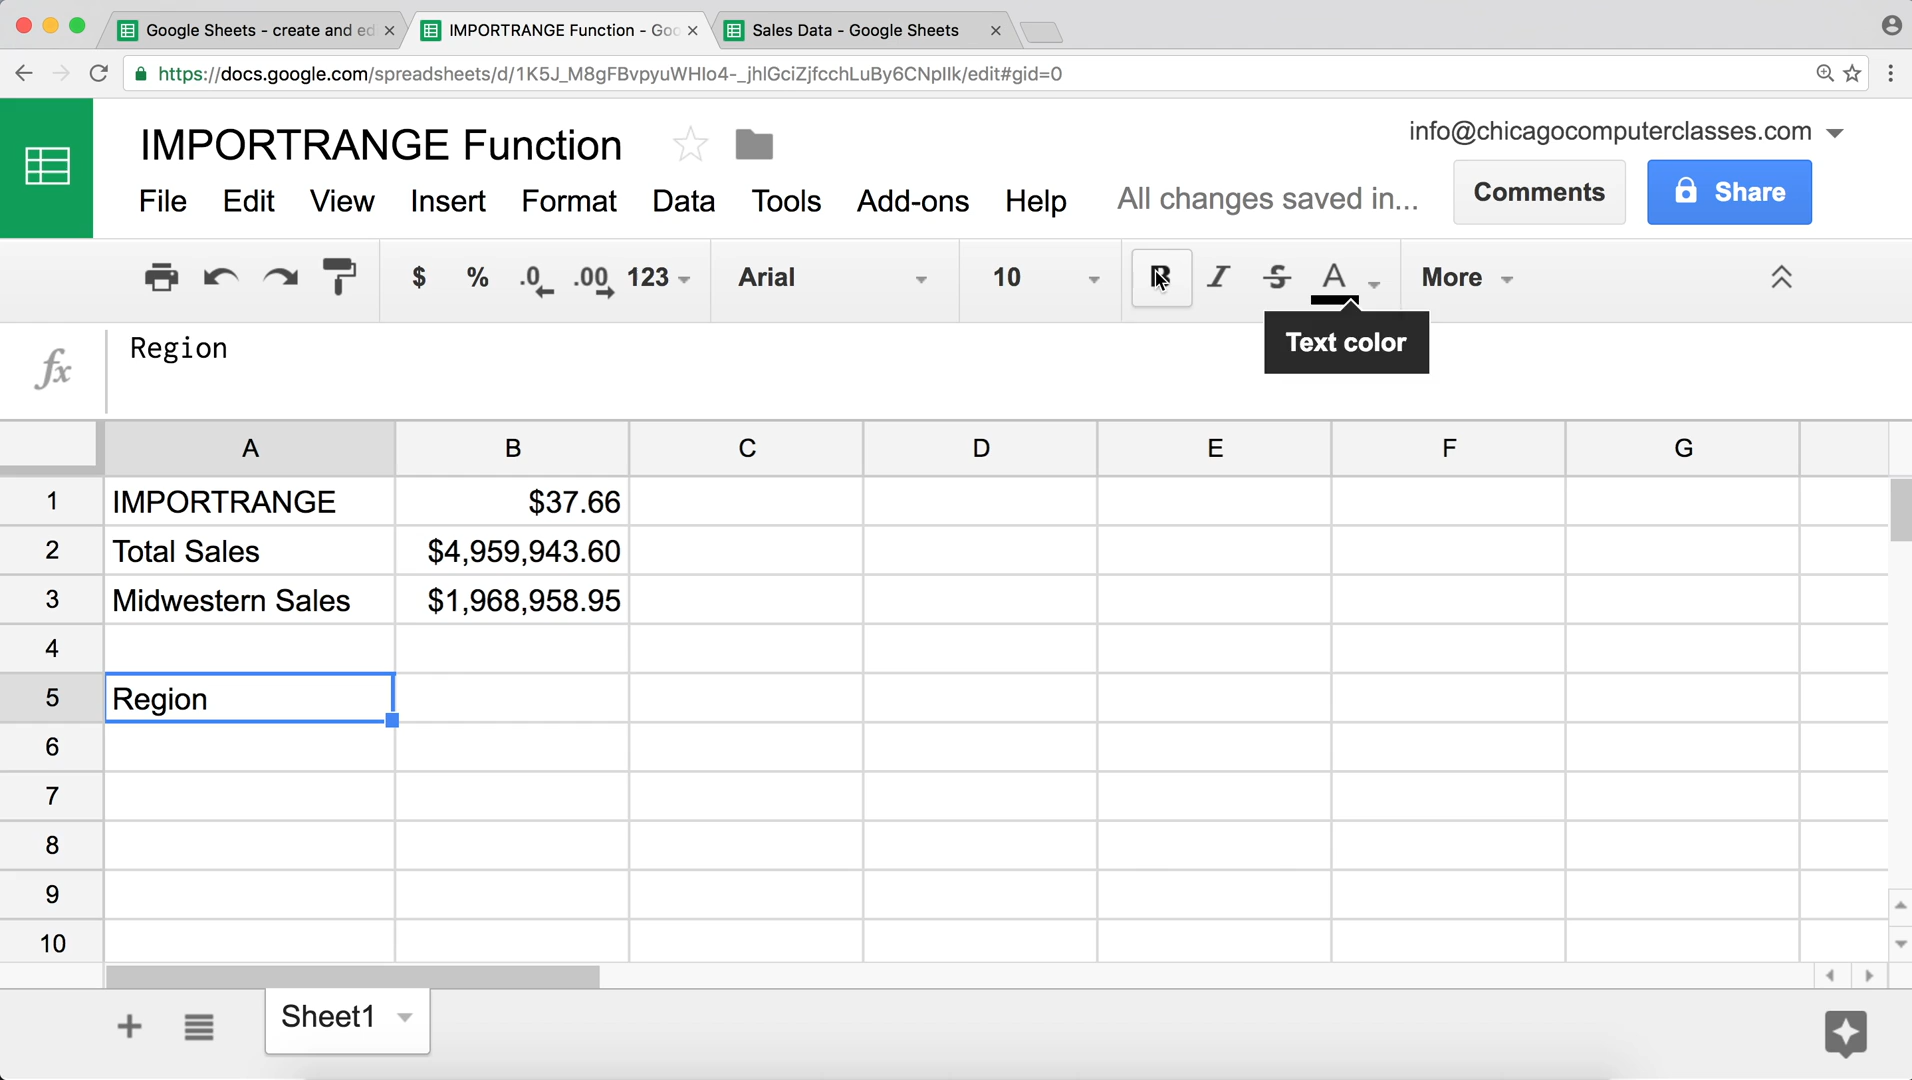 Google Sheets - create and ed
IMPORTRANGE Function - Goo
Sales Data - Google Sheets
https://docs.google.com/spreadsheets/d/1K5J_M8gFBvpyuWHIo4-_jhlGciZjfcchLuBy6CNpIlk/edit#gid=0
IMPORTRANGE Function
info@chicagocomputerclasses.com
File Edit View Insert Format Data Tools Add-ons Help All changes saved in... Comments Share
$ % .0 .00 123 Arial 10 B I S A More
Text color
fx Region
A B C D E F G
1 IMPORTRANGE $37.66
2 Total Sales $4,959,943.60
3 Midwestern Sales $1,968,958.95
4
5 Region
6
7
8
9
10
+ Sheet1